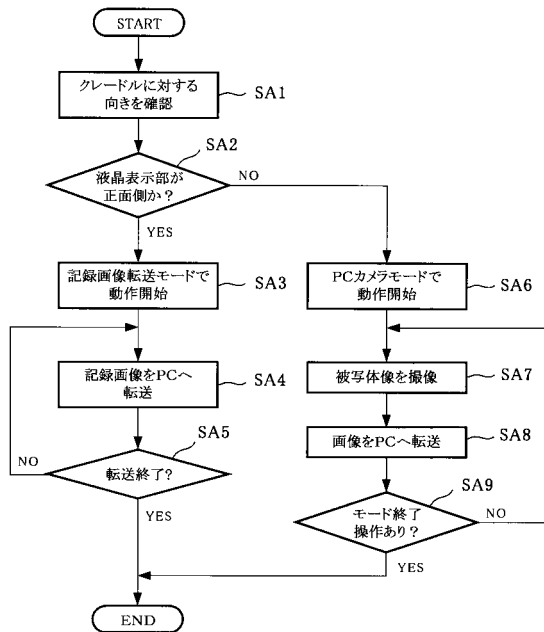 START
クレードルに対する
向きを確認
SA1
SA2
液晶表示部が
正面側か?
NO
YES
記録画像転送モードで
動作開始
SA3
PCカメラモードで
動作開始
SA6
記録画像をPCへ
転送
SA4
被写体像を撮像
SA7
画像をPCへ転送
SA8
SA5
転送終了?
NO
YES
SA9
モード終了
操作あり?
NO
YES
END